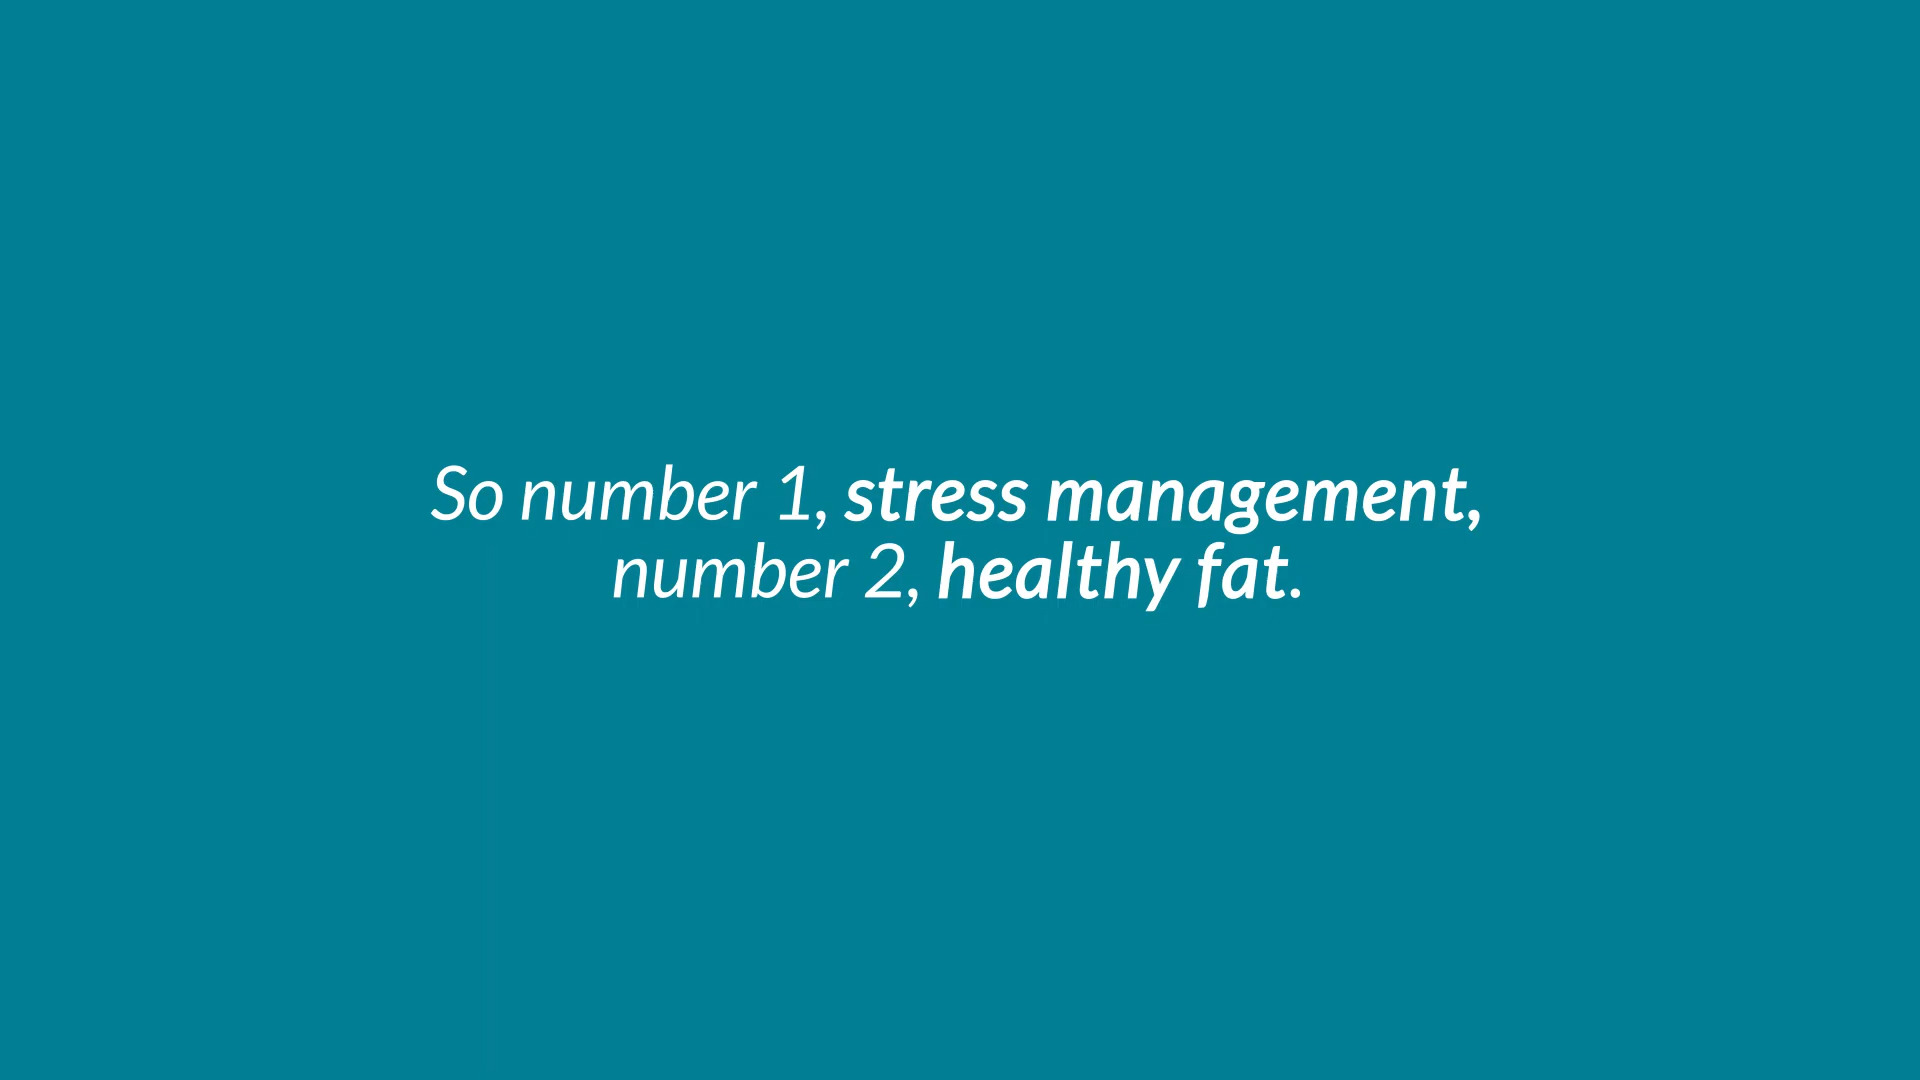 So number 1, stress management,
number 2, healthy fat.